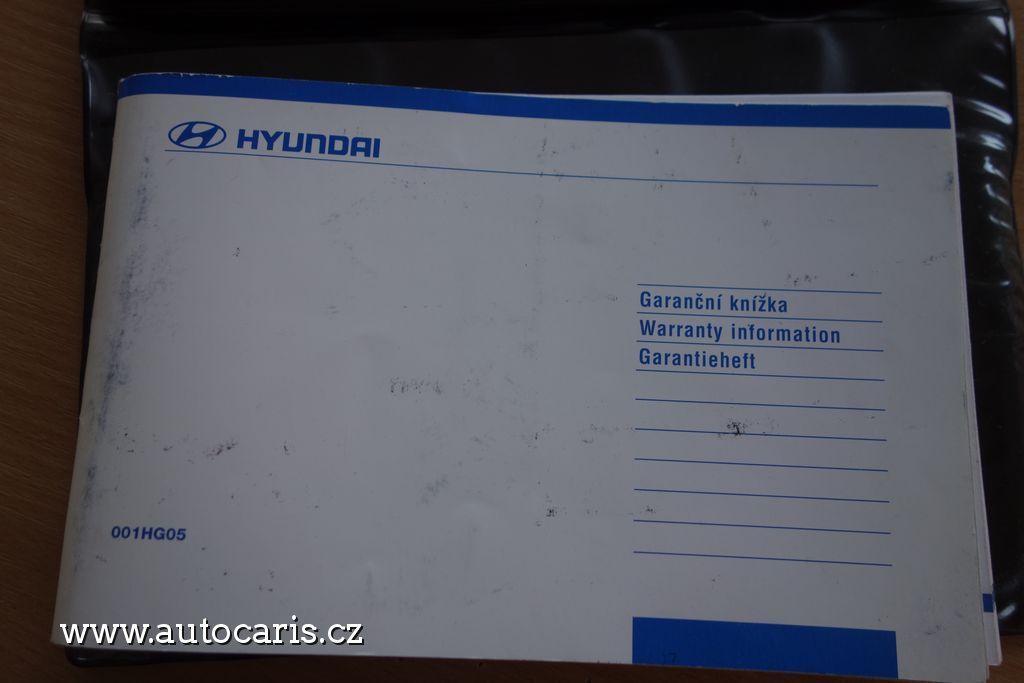 HYUNDAI
Garanční knížka
Warranty information
Garantieheft
001HG05
www.autocaris.cz